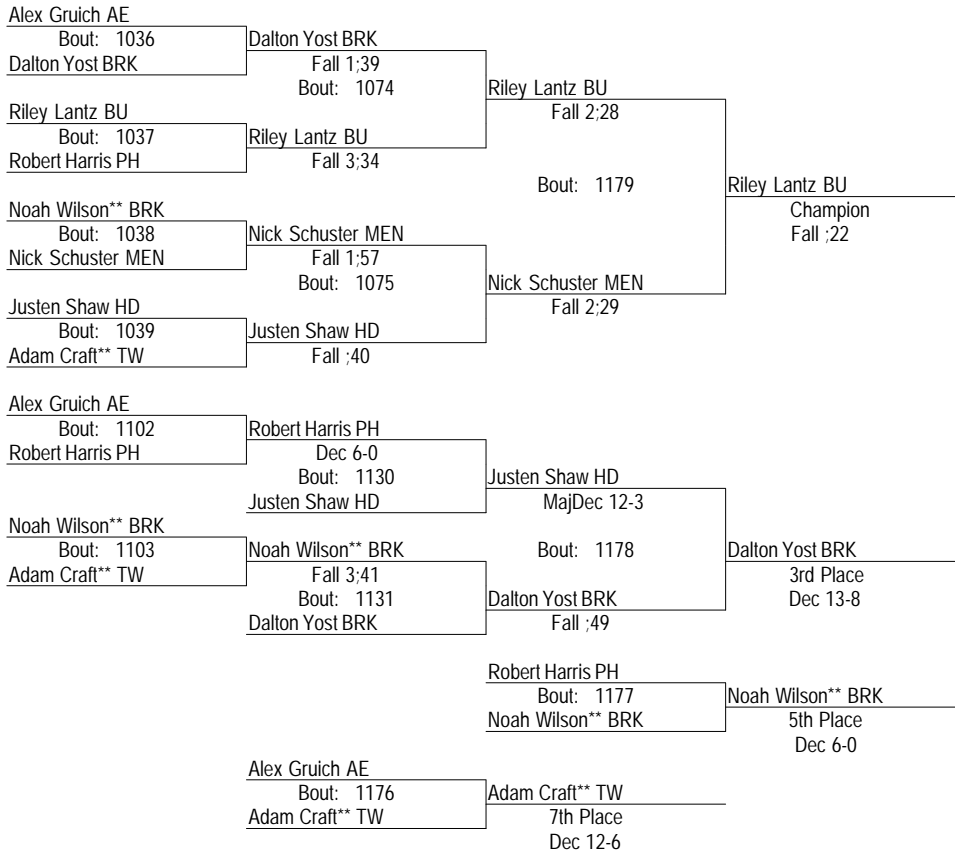 Alex Gruich AE
Bout: 1036
Dalton Yost BRK
Dalton Yost BRK
Fall 1;39
Bout: 1074
Riley Lantz BU
Fall 2;28
Riley Lantz BU
Bout: 1037
Robert Harris PH
Riley Lantz BU
Fall 3;34
Bout: 1179
Riley Lantz BU
Champion
Fall ;22
Noah Wilson** BRK
Bout: 1038
Nick Schuster MEN
Nick Schuster MEN
Fall 1;57
Bout: 1075
Nick Schuster MEN
Fall 2;29
Justen Shaw HD
Bout: 1039
Adam Craft** TW
Justen Shaw HD
Fall ;40
Alex Gruich AE
Bout: 1102
Robert Harris PH
Robert Harris PH
Dec 6-0
Bout: 1130
Justen Shaw HD
Justen Shaw HD
MajDec 12-3
Noah Wilson** BRK
Bout: 1103
Adam Craft** TW
Noah Wilson** BRK
Fall 3;41
Bout: 1131
Dalton Yost BRK
Bout: 1178
Dalton Yost BRK
Fall ;49
Dalton Yost BRK
3rd Place
Dec 13-8
Robert Harris PH
Bout: 1177
Noah Wilson** BRK
Noah Wilson** BRK
5th Place
Dec 6-0
Alex Gruich AE
Bout: 1176
Adam Craft** TW
Adam Craft** TW
7th Place
Dec 12-6